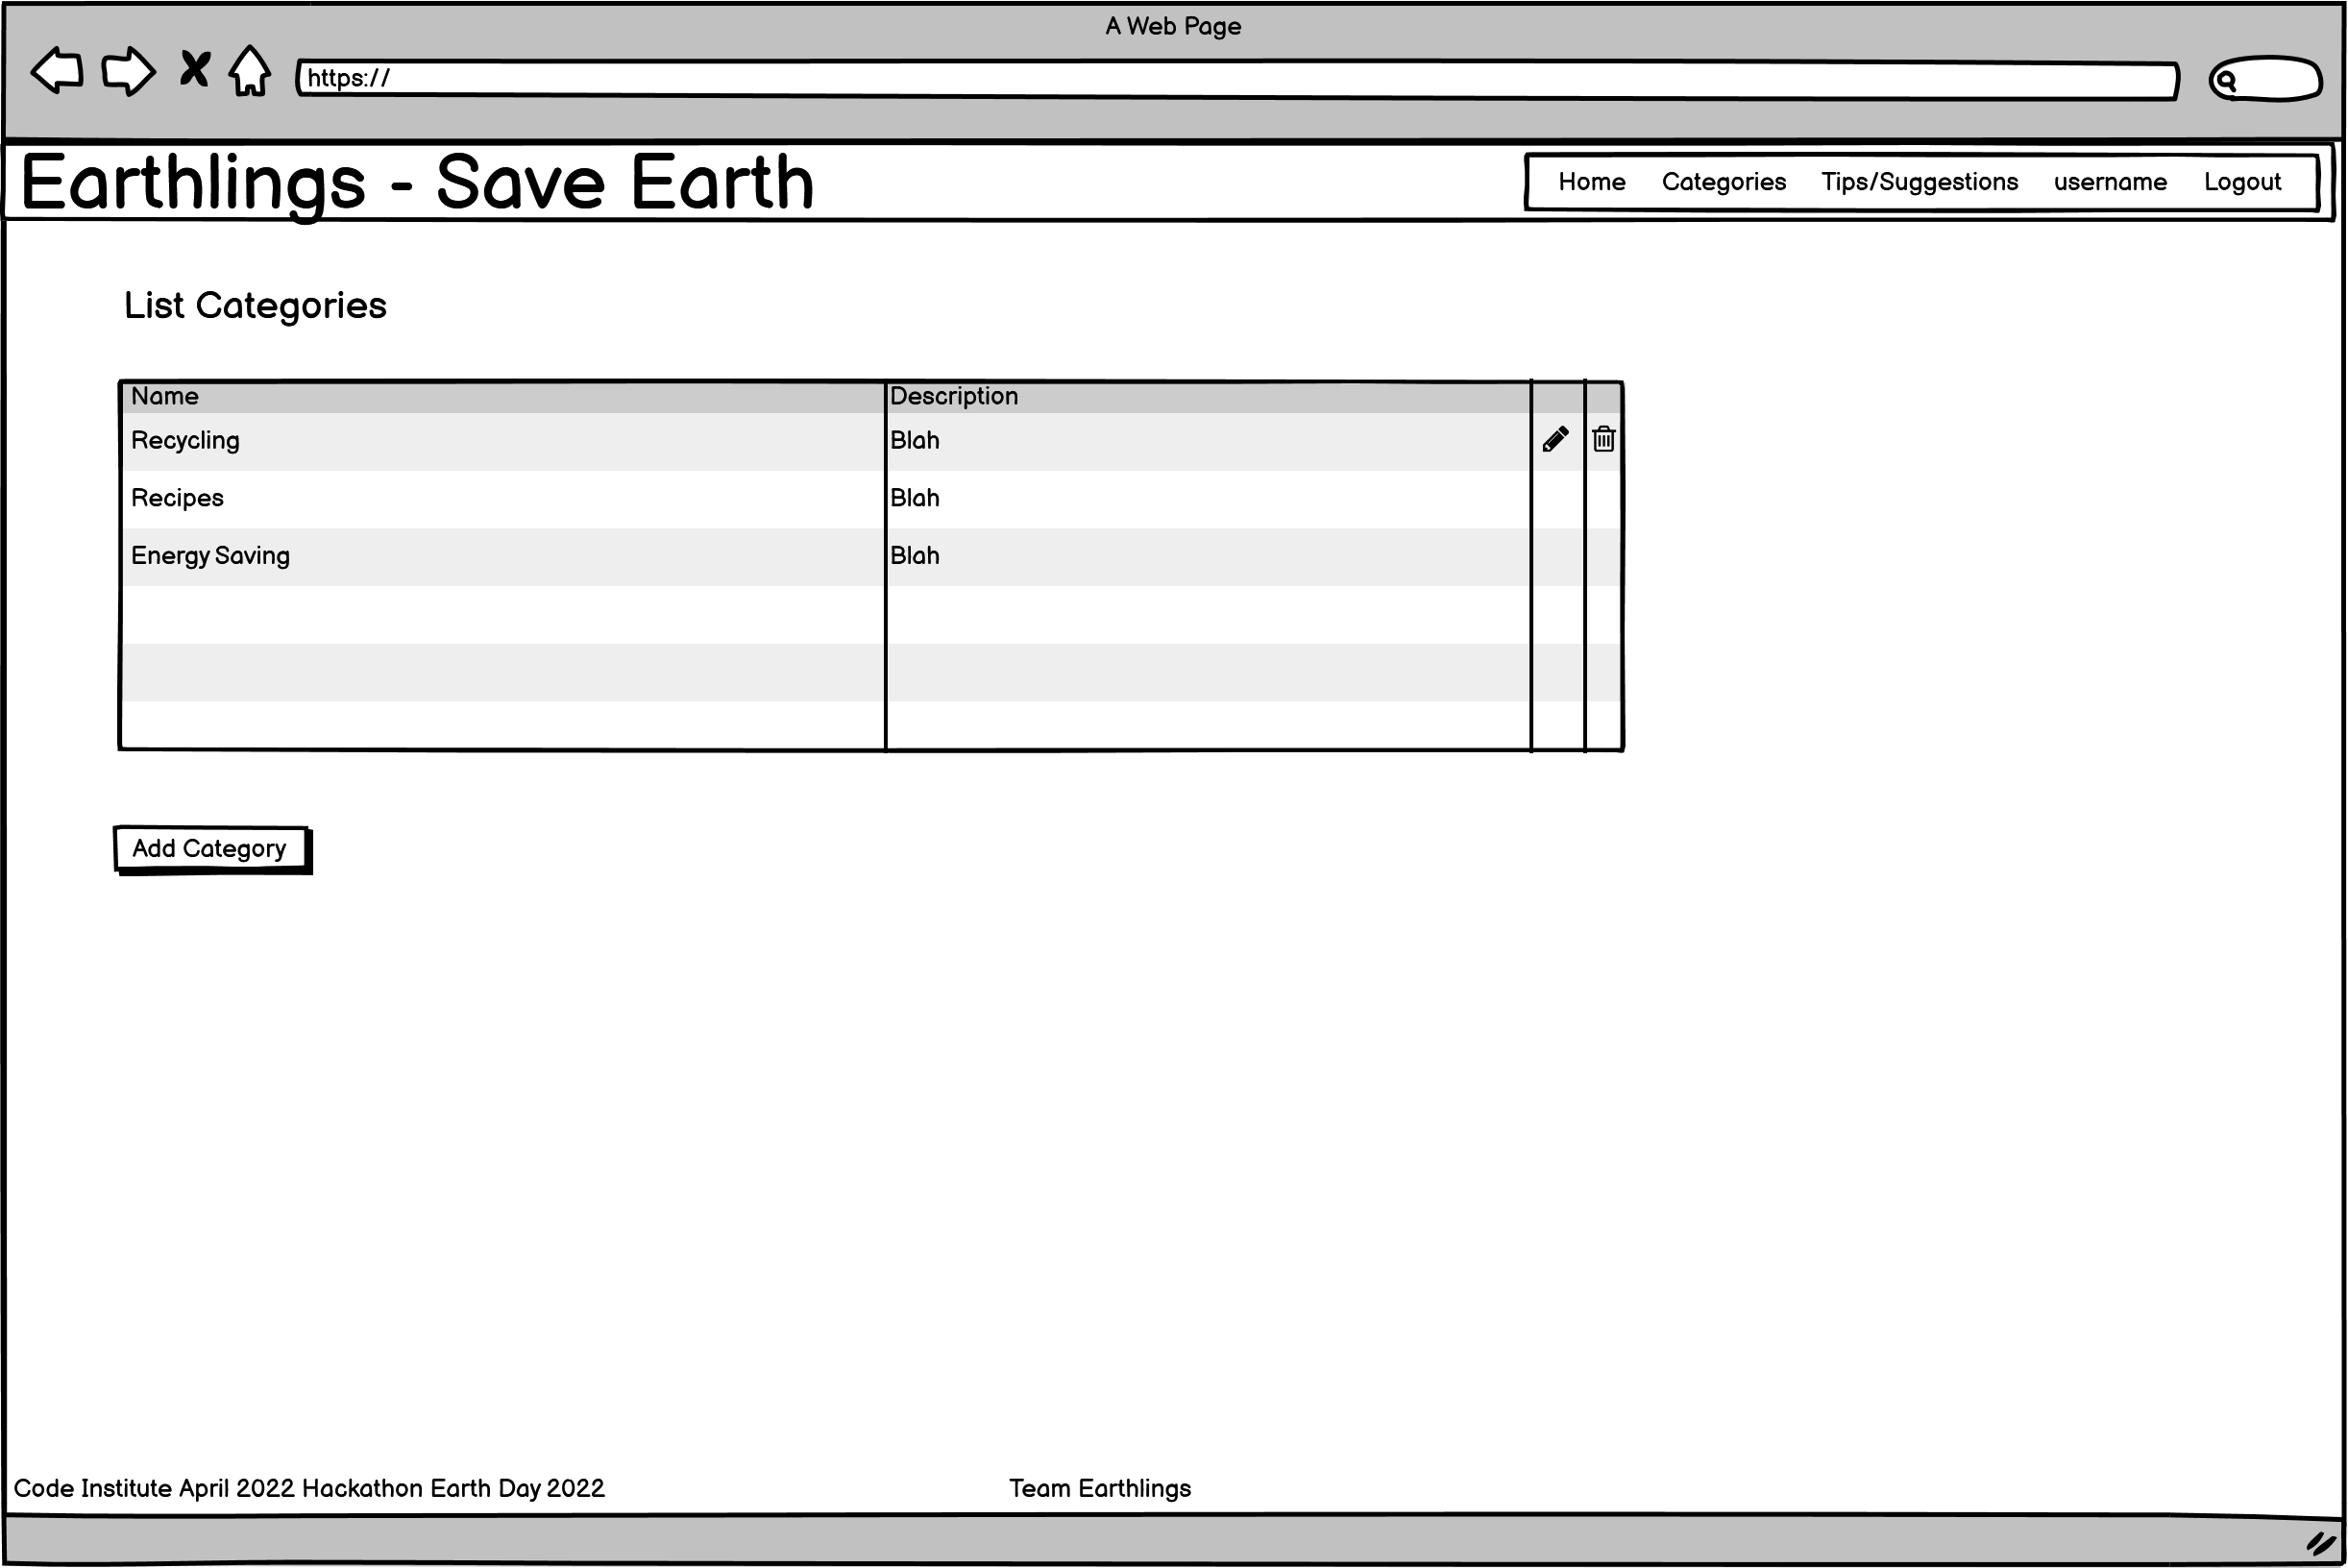 A Web Page
https://
Earthlings - Save Earth
Home Categories Tips/Suggestions username Logout
List Categories
Name Description
Recycling Blah
Recipes Blah
Energy Saving Blah
Add Category
Code Institute April 2022 Hackathon Earth Day 2022 Team Earthlings